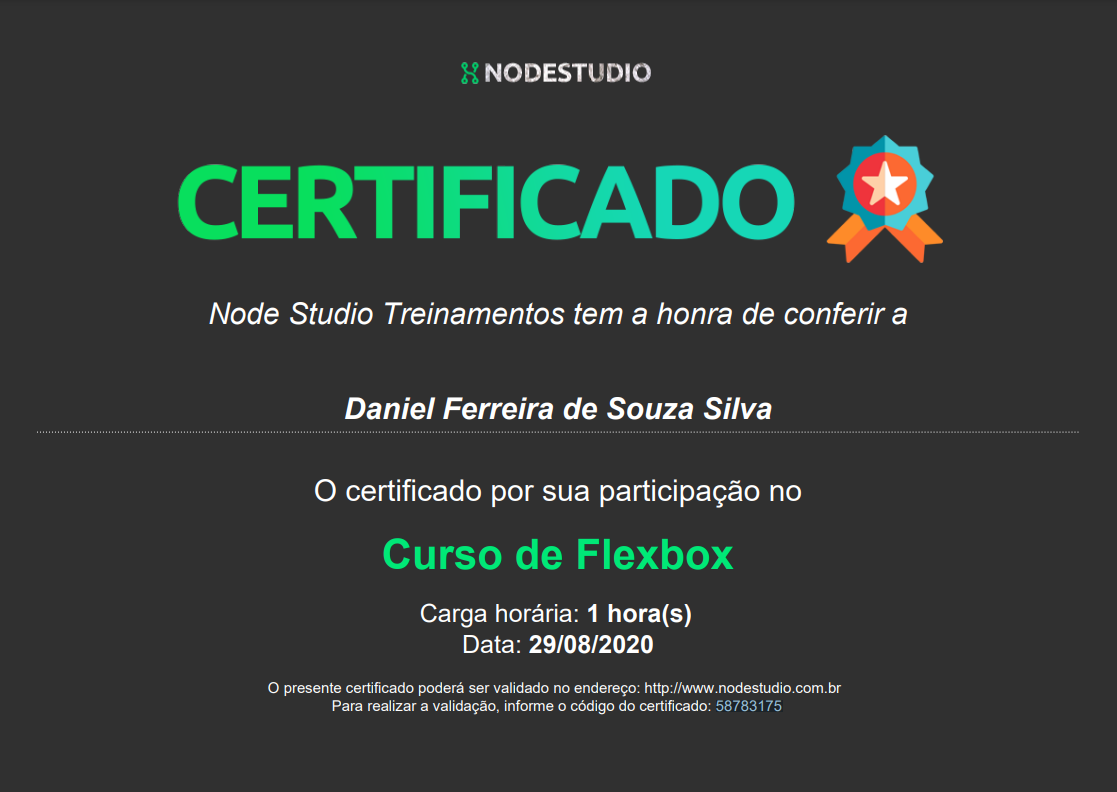 NODESTUDIO
CERTIFICADO
Node Studio Treinamentos tem a honra de conferir a
Daniel Ferreira de Souza Silva
O certificado por sua participação no
Curso de Flexbox
Carga horária: 1 hora(s)
Data: 29/08/2020
O presente certificado poderá ser validado no endereço: http://www.nodestudio.com.br
Para realizar a validação, informe o código do certificado: 58783175